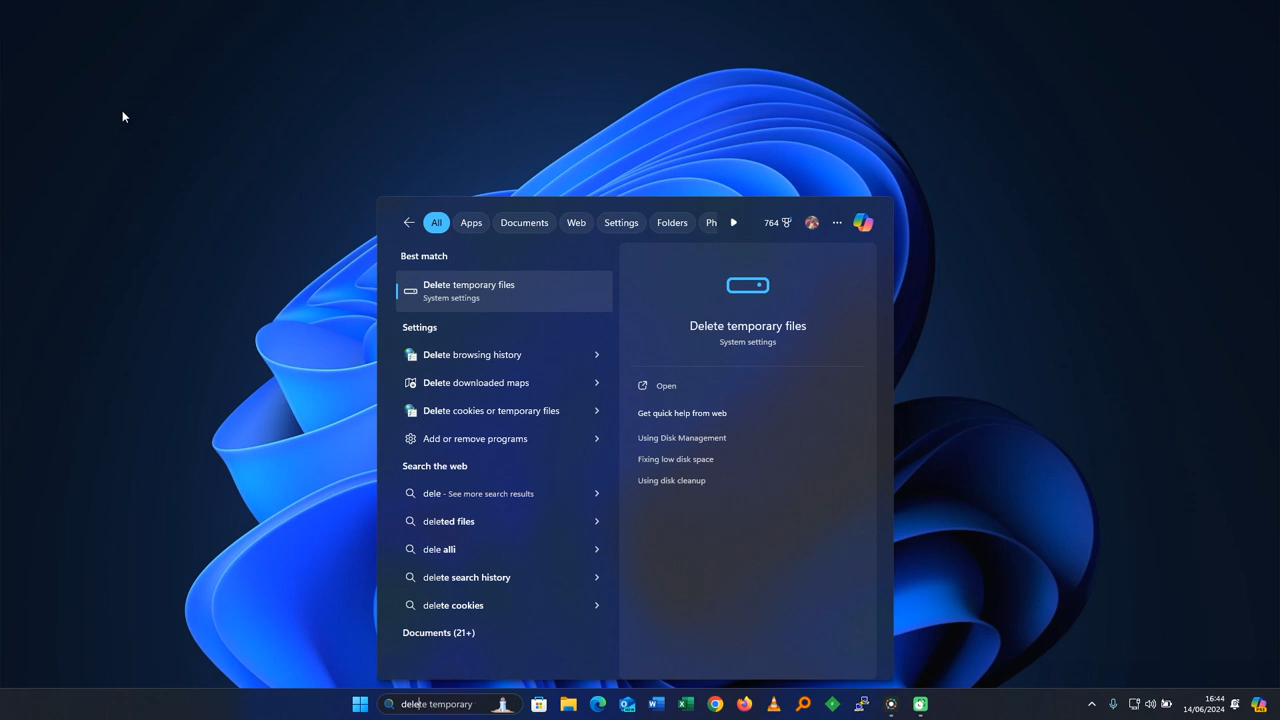 All
Apps
Documents
Web
Settings
Folders
Ph
764
Best match
Delete temporary files
System settings
Settings
Delete browsing history
Delete downloaded maps
Delete cookies or temporary files
Add or remove programs
Search the web
dele - See more search results
deleted files
dele alli
delete search history
delete cookies
Documents (21+)
Delete temporary files
System settings
Open
Get quick help from web
Using Disk Management
Fixing low disk space
Using disk cleanup
delete temporary
16:44
14/06/2024